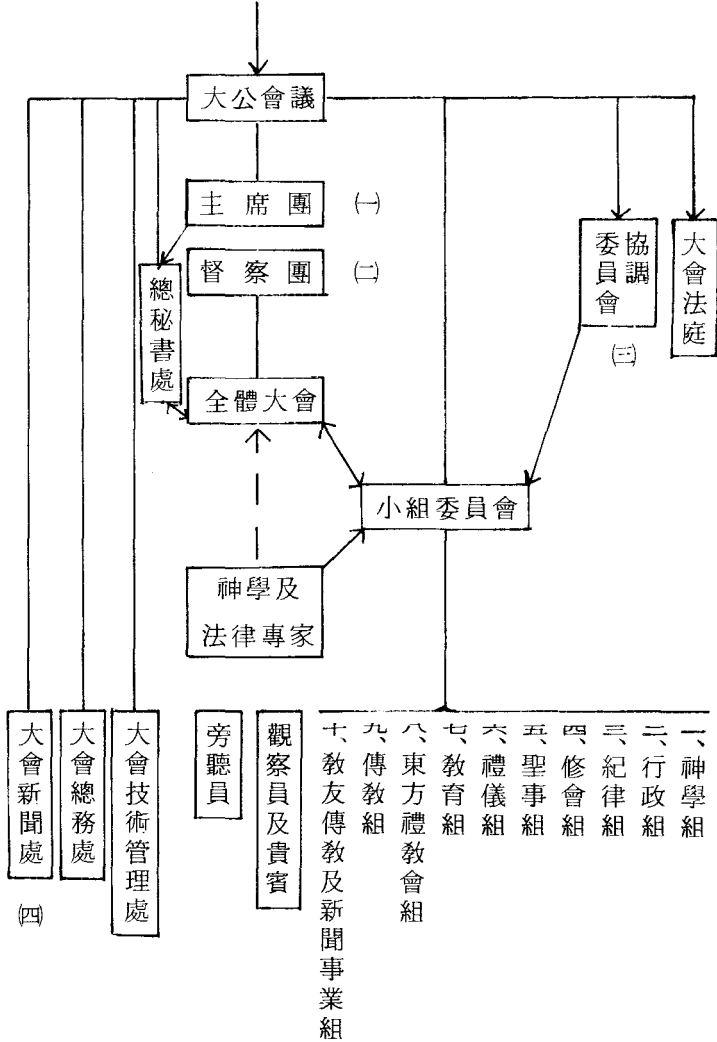 大公會議
主席團 ㈠
督察團 ㈡
總秘書處
協調
委員會
㈢
大會法庭
全體大會
小組委員會
神學及
法律專家
一、神學組
二、行政組
三、紀律組
四、修會組
五、聖事組
六、禮儀組
七、教育組
八、東方禮教會組
九、傳教組
十、教友傳教及新聞事業組
觀察員及貴賓
旁聽員
大會技術管理處
大會總務處
大會新聞處
㈣